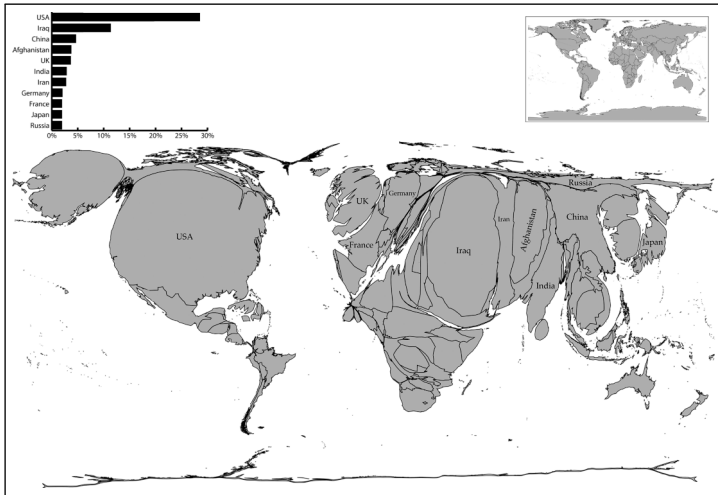 USA
Iraq
China
Afghanistan
UK
India
Iran
Germany
France
Japan
Russia
0% 5% 10% 15% 20% 25% 30%
USA
UK
Germany
France
Iraq
Iran
Afghanistan
India
Russia
China
Japan